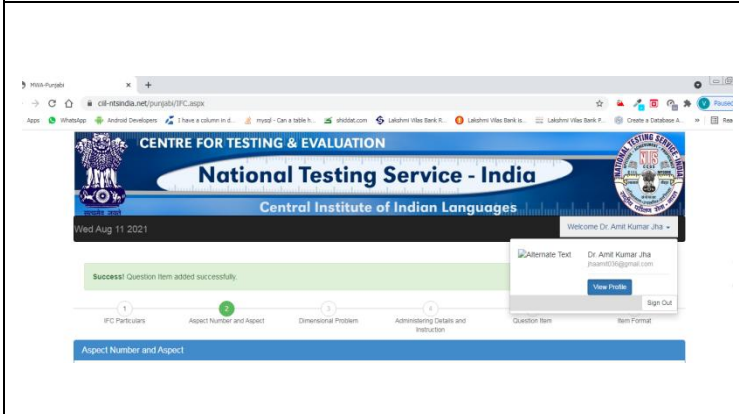 MWA-Punjabi
ciil-ntsindia.net/punjabi/IFC.aspx
Paused
Apps WhatsApp Android Developers I have a column in d... mysql - Can a table h... shiddat.com Lakshmi Vilas Bank R... Lakshmi Vilas Bank is... Lakshmi Vilas Bank P... Create a Database A... » Rea
CENTRE FOR TESTING & EVALUATION
National Testing Service - India
Central Institute of Indian Languages
सत्यमेव जयते
Wed Aug 11 2021
Welcome Dr. Amit Kumar Jha
Alternate Text
Dr. Amit Kumar Jha
jhaamit036@gmail.com
View Profile
Sign Out
Success! Question Item added successfully.
1 2 3 4
IFC Particulars Aspect Number and Aspect Dimensional Problem Administering Details and Instruction Question Item Item Format
Aspect Number and Aspect